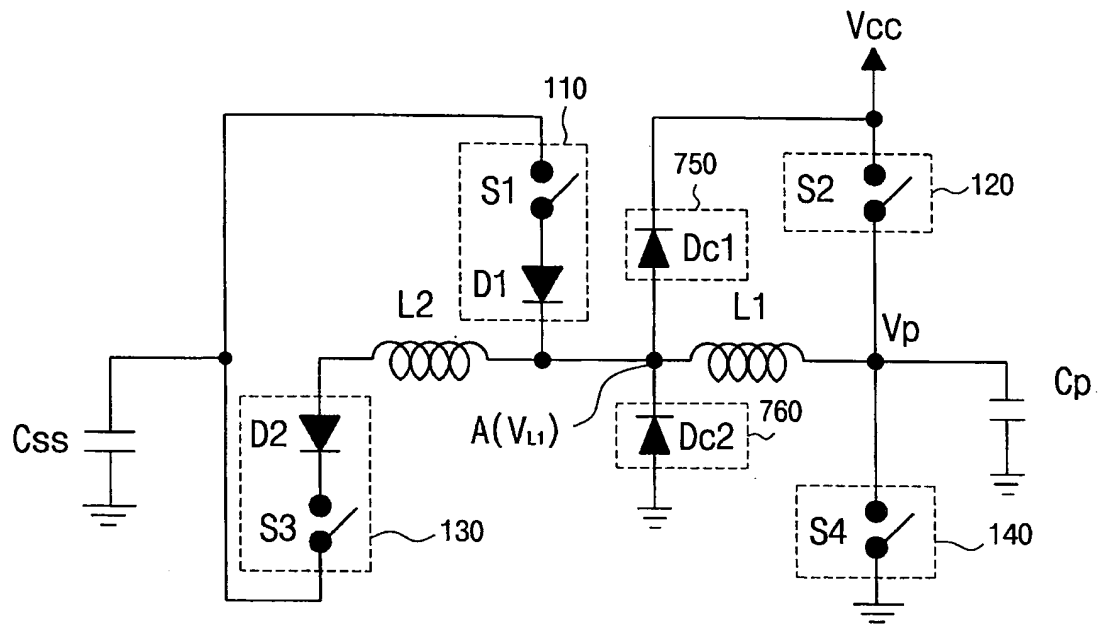 Vcc
110
750
S1
S2
120
Dc1
D1
L2
L1
Vp
Cp
A(VL1)
760
Css
D2
Dc2
S3
130
S4
140